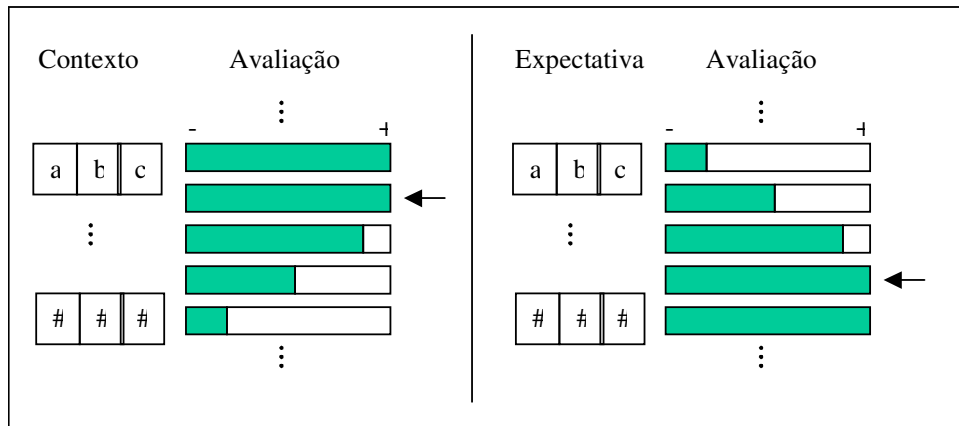 Contexto Avaliação
- +
a b c
# # #
Expectativa Avaliação
- +
a b c
# # #